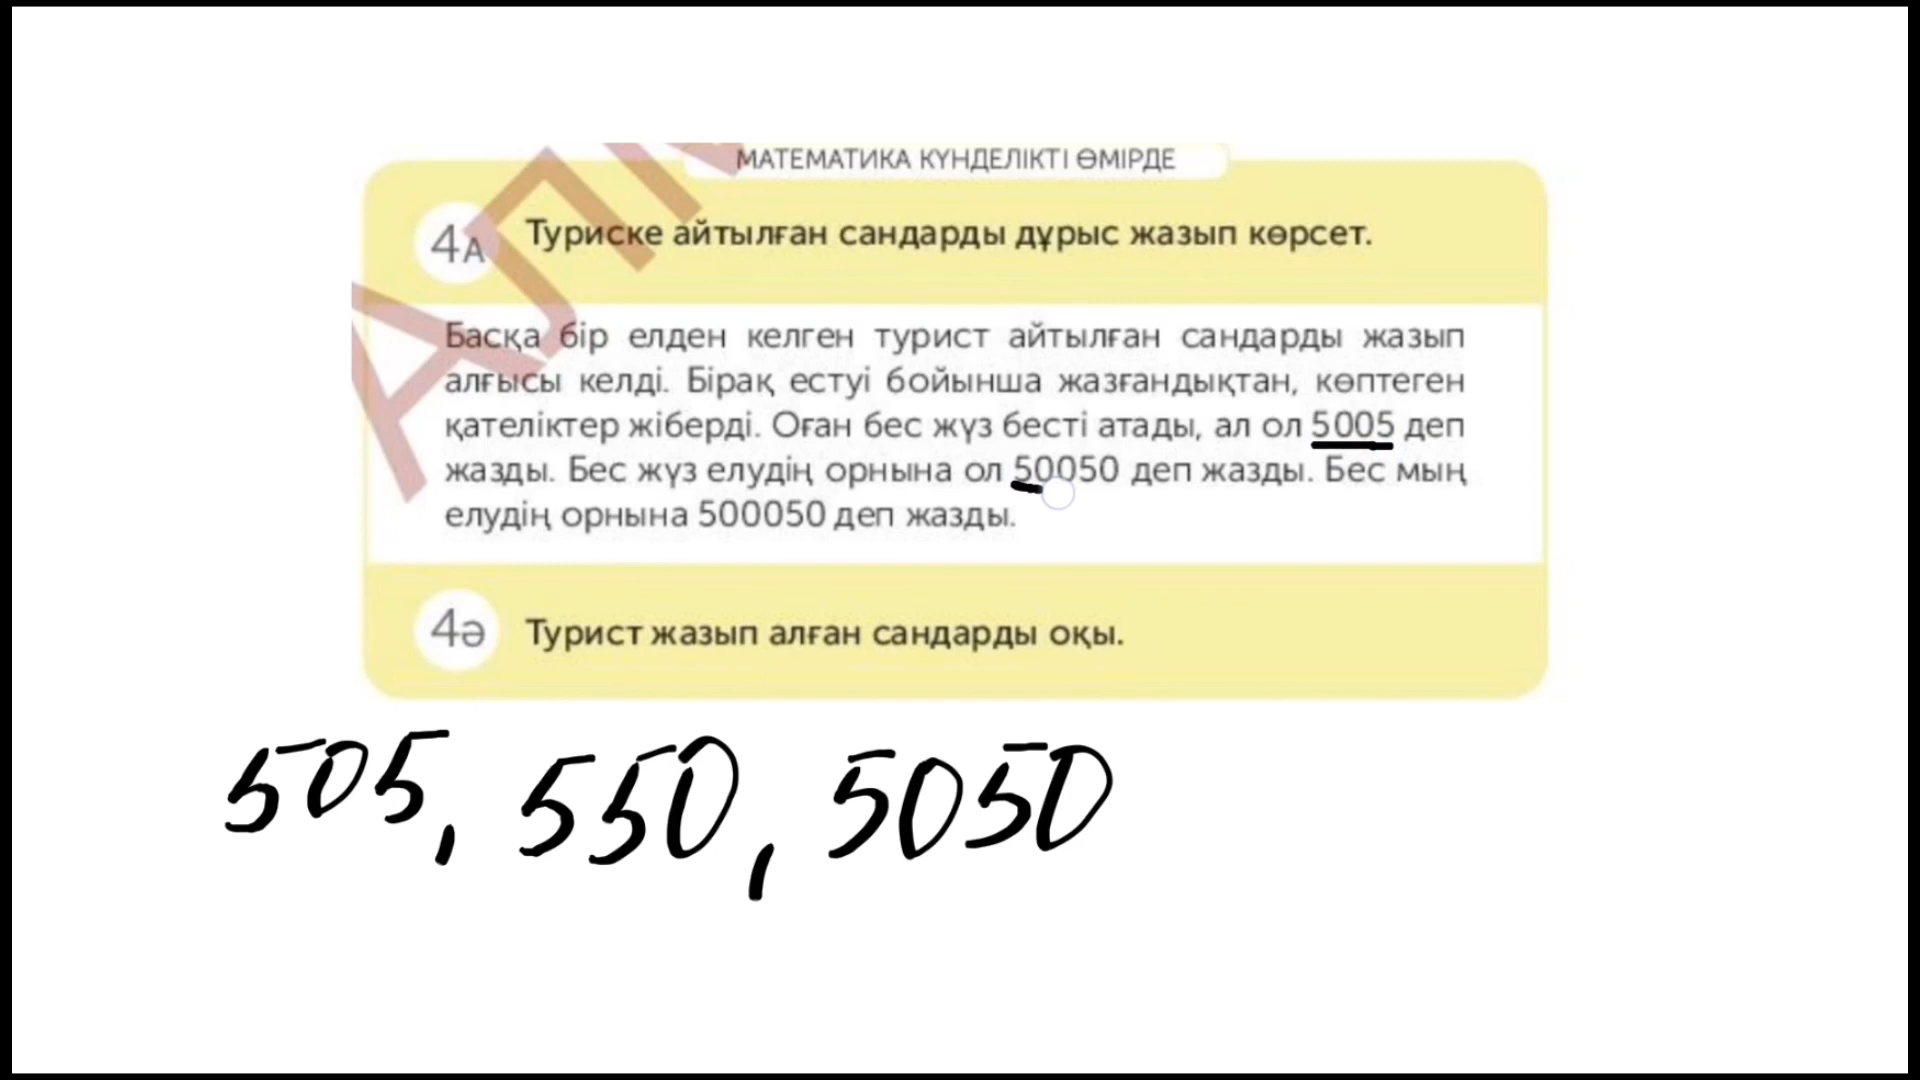 МАТЕМАТИКА КҮНДЕЛІКТІ ӨМІРДЕ
4А Туриске айтылған сандарды дұрыс жазып көрсет.
Басқа бір елден келген турист айтылған сандарды жазып
алғысы келді. Бірақ естуі бойынша жазғандықтан, көптеген
қателіктер жіберді. Оған бес жүз бесті атады, ал ол 5005 деп
жазды. Бес жүз елудің орнына ол 50050 деп жазды. Бес мың
елудің орнына 500050 деп жазды.
4ә Турист жазып алған сандарды оқы.
505, 550, 5050